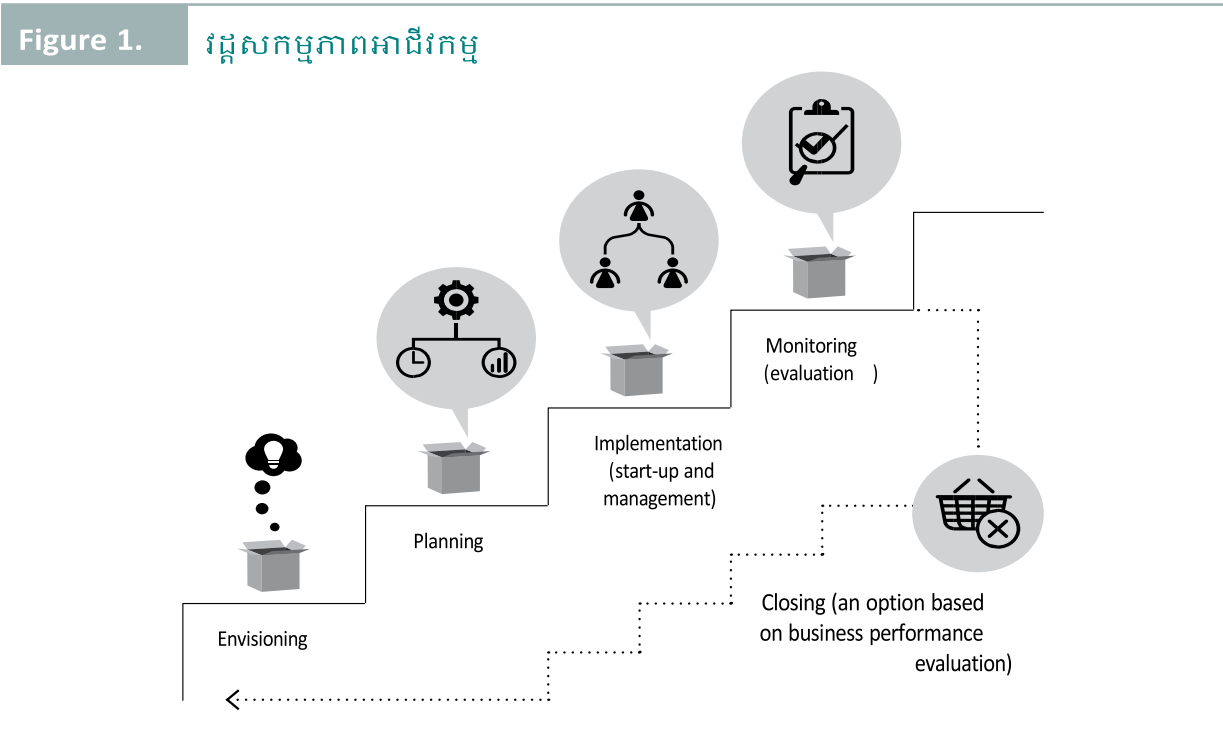 Figure 1. វដ្ដសកម្មភាពអាជីវកម្ម
Monitoring
(evaluation )
Implementation
(start-up and
management)
Planning
Envisioning
Closing (an option based
on business performance
evaluation)